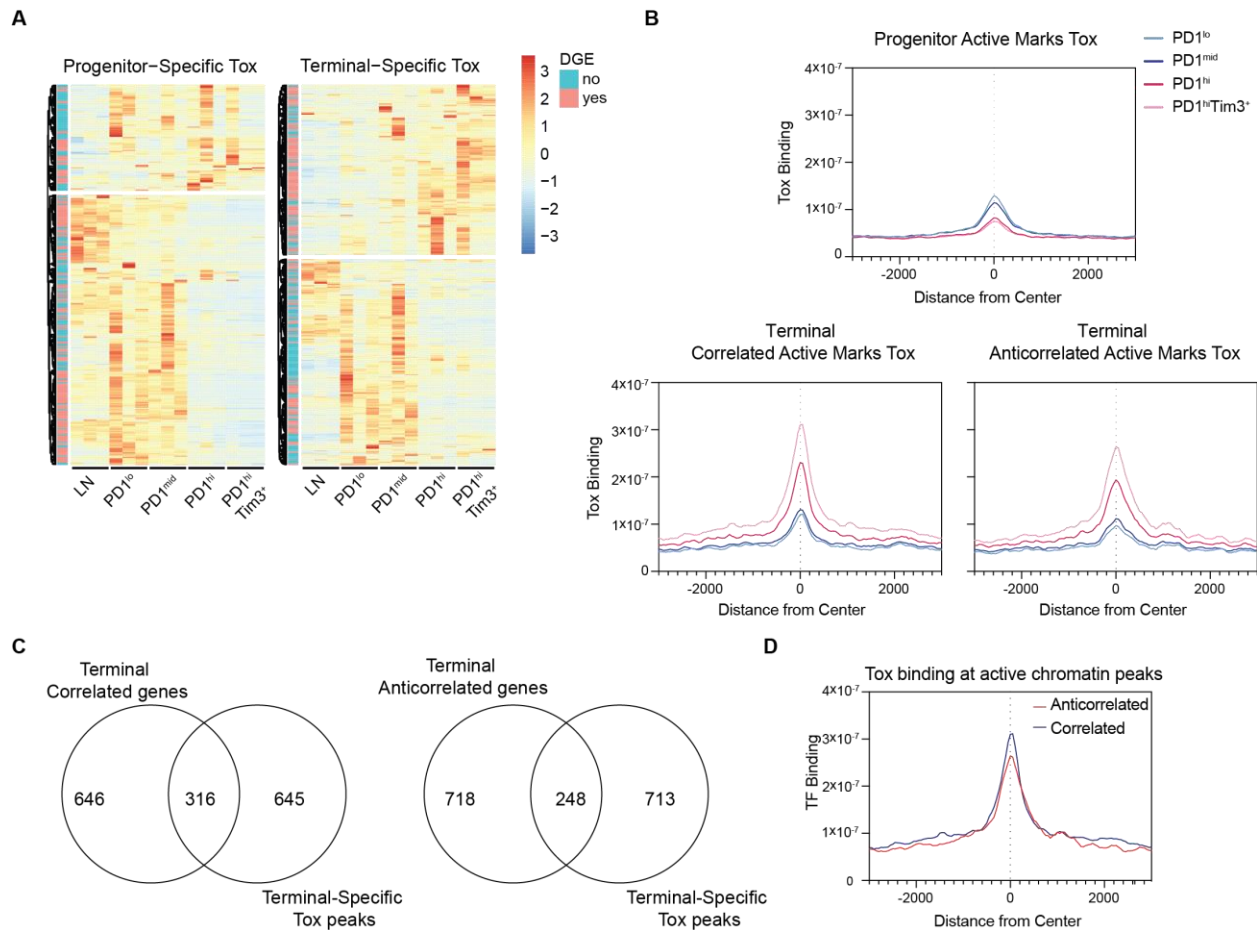 A
Progenitor–Specific Tox
Terminal–Specific Tox
3
2
1
0
−1
−2
−3
DGE
no
yes
LN
PD1lo
PD1mid
PD1hi
PD1hi
Tim3+
LN
PD1lo
PD1mid
PD1hi
PD1hi
Tim3+
B
Progenitor Active Marks Tox
PD1lo
PD1mid
PD1hi
PD1hiTim3+
Tox Binding
4×10-7
3×10-7
2×10-7
1×10-7
0
-2000
0
2000
Distance from Center
Terminal
Correlated Active Marks Tox
Tox Binding
4×10-7
3×10-7
2×10-7
1×10-7
0
-2000
0
2000
Distance from Center
Terminal
Anticorrelated Active Marks Tox
-2000
0
2000
Distance from Center
C
Terminal
Correlated genes
646
316
645
Terminal-Specific
Tox peaks
Terminal
Anticorrelated genes
718
248
713
Terminal-Specific
Tox peaks
D
Tox binding at active chromatin peaks
Anticorrelated
Correlated
TF Binding
4×10-7
3×10-7
2×10-7
1×10-7
0
-2000
0
2000
Distance from Center